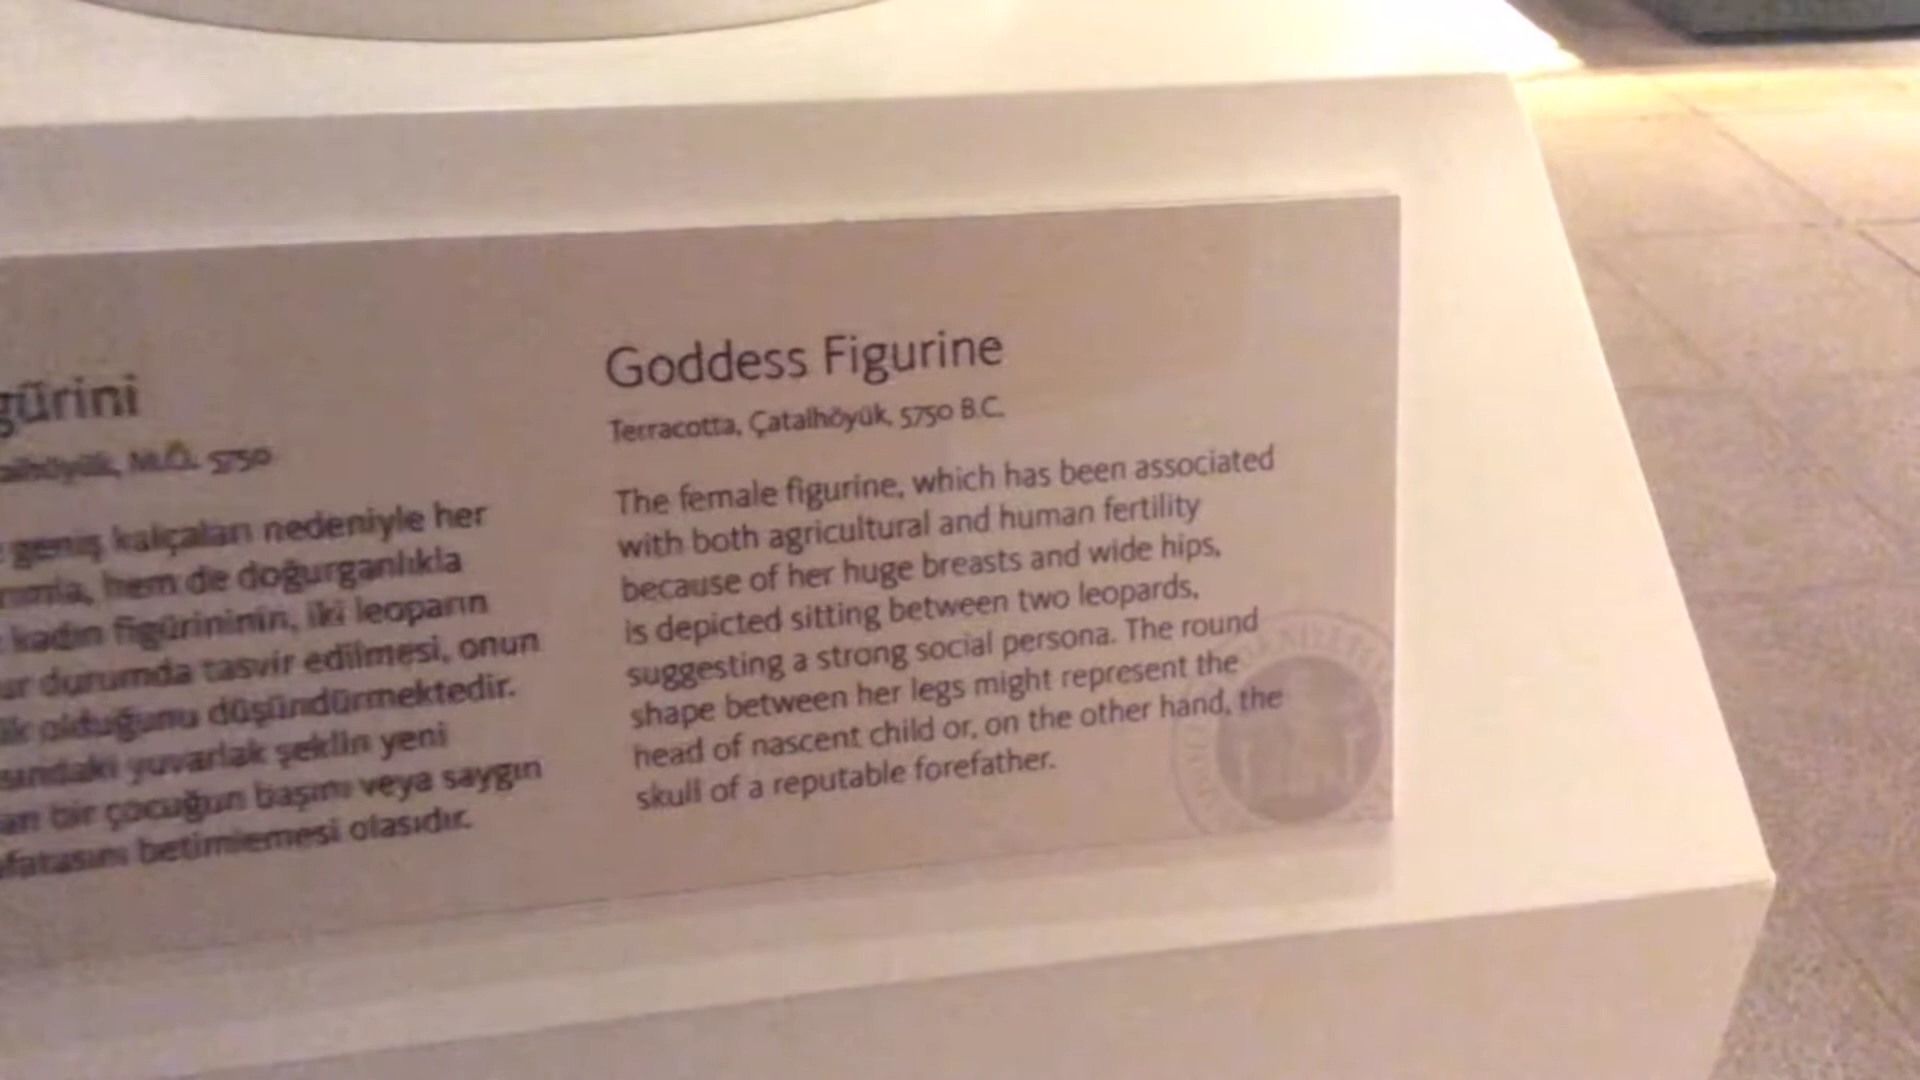 gürini
M.Ö. 5750
geniş kalçaları nedeniyle her
hem de doğurganlıkla
kadın figürininin, iki leoparın
durumda tasvir edilmesi, onun
olduğunu düşündürmektedir.
yuvarlak şeklin yeni
bir çocuğun başını veya saygın
betimlemesi olasıdır.
Goddess Figurine
Terracotta, Çatalhöyük, 5750 B.C.
The female figurine, which has been associated
with both agricultural and human fertility
because of her huge breasts and wide hips,
is depicted sitting between two leopards,
suggesting a strong social persona. The round
shape between her legs might represent the
head of nascent child or, on the other hand, the
skull of a reputable forefather.